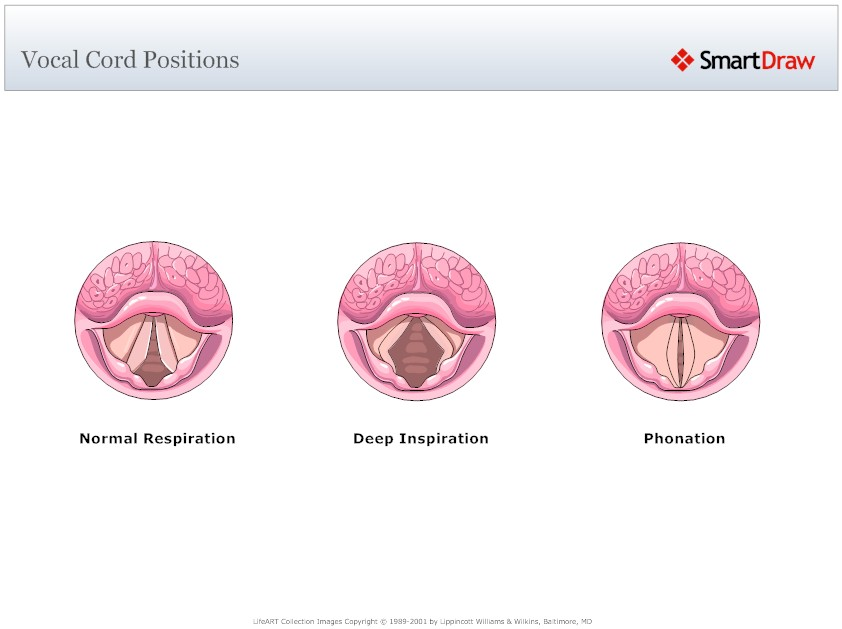 Vocal Cord Positions
SmartDraw
Normal Respiration
Deep Inspiration
Phonation
LifeART Collection Images Copyright © 1989-2001 by Lippincott Williams & Wilkins, Baltimore, MD